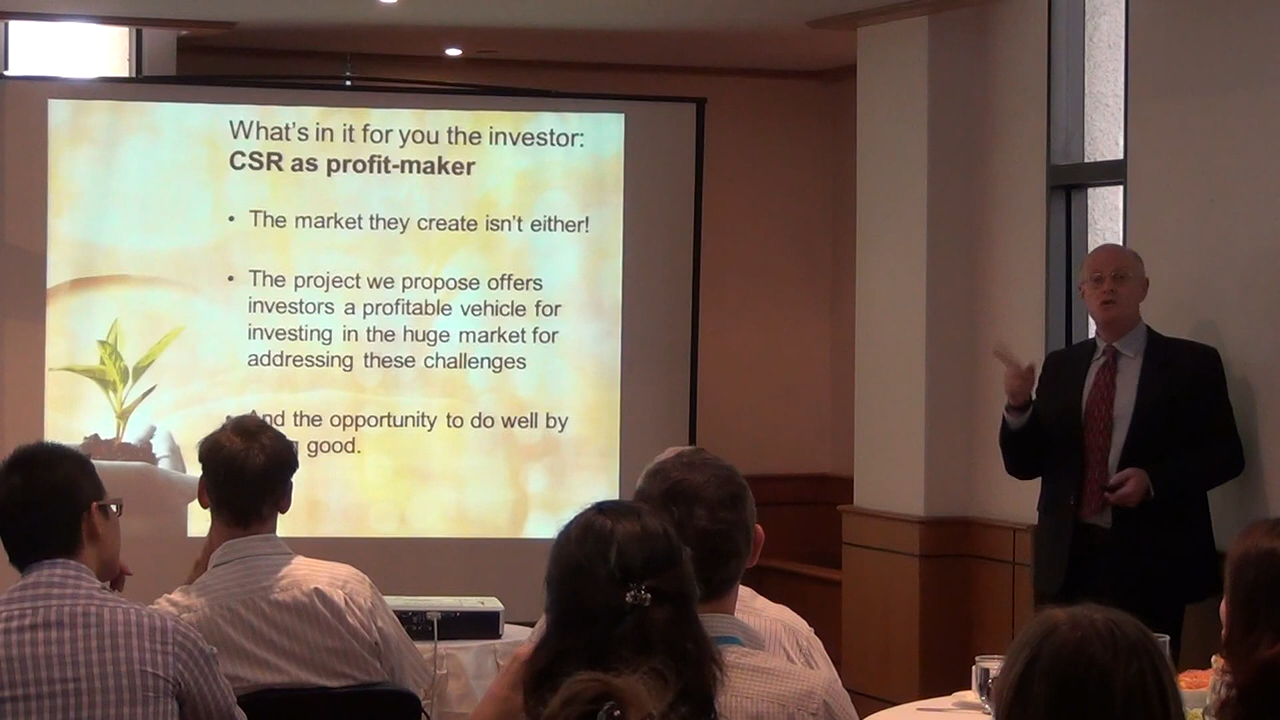 What's in it for you the investor:
CSR as profit-maker
• The market they create isn't either!
• The project we propose offers
investors a profitable vehicle for
investing in the huge market for
addressing these challenges
And the opportunity to do well by
good.